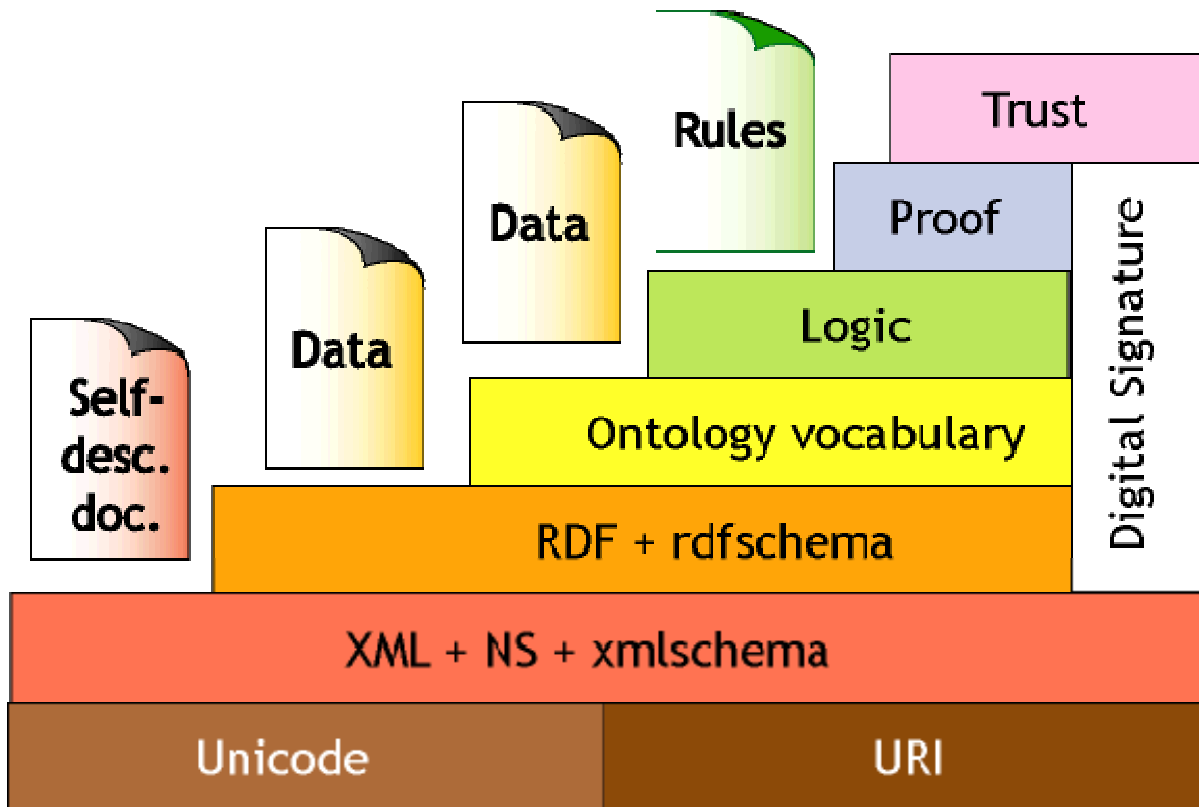 Rules
Trust
Data
Proof
Data
Logic
Self-
desc.
doc.
Ontology vocabulary
Digital Signature
RDF + rdfschema
XML + NS + xmlschema
Unicode
URI